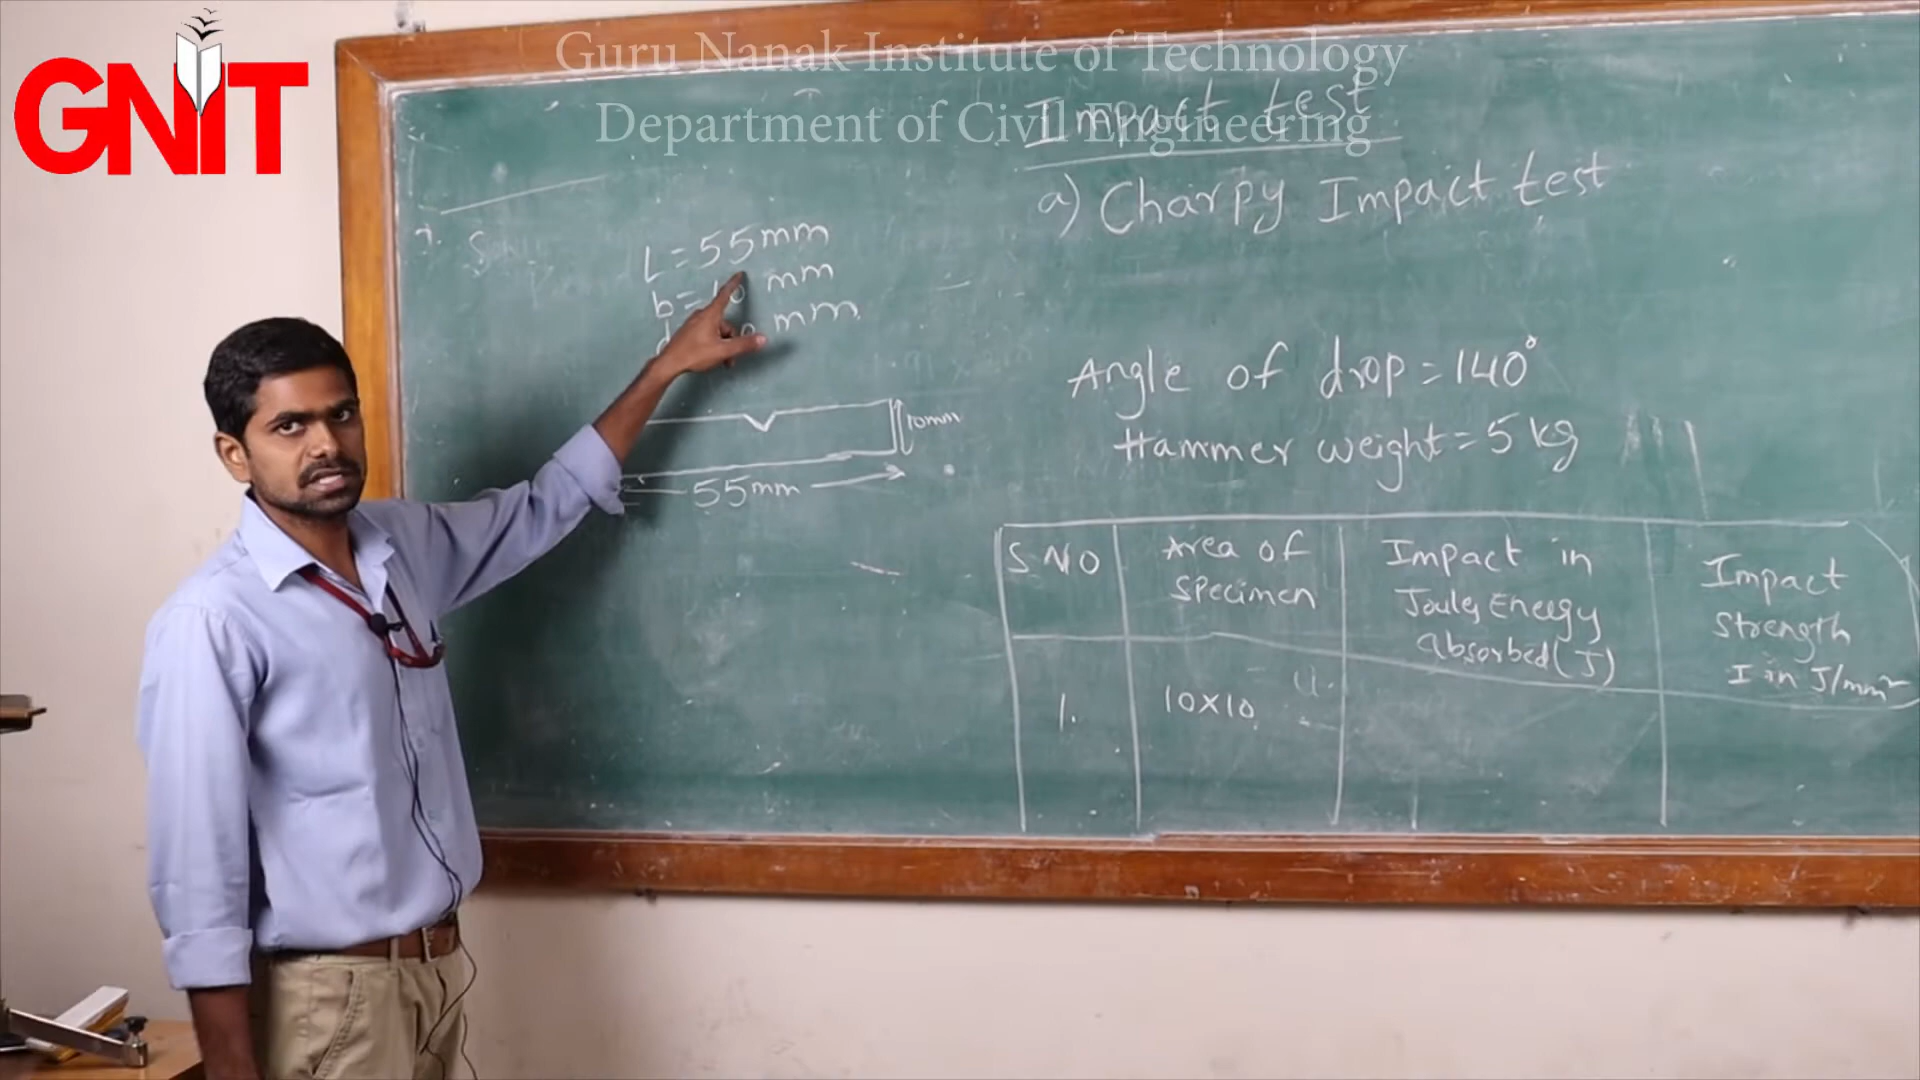 GNIT
Guru Nanak Institute of Technology
Department of Civil Engineering
Impact test
a) Charpy Impact test
L = 55mm
b = 10 mm
mm
10mm
55mm
Angle of drop = 140°
Hammer weight = 5 kg
S NO
Area of
specimen
Impact in
Joules Energy
absorbed (J)
Impact
strength
I in J/mm²
1.
10X10